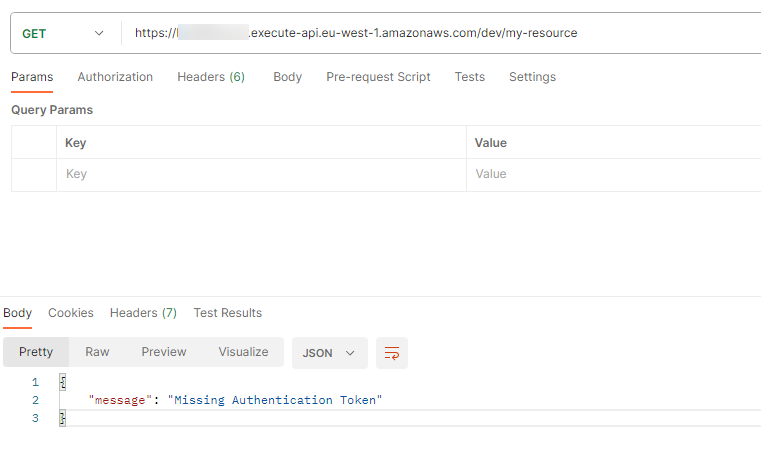 GET https://l.execute-api.eu-west-1.amazonaws.com/dev/my-resource
Params Authorization Headers (6) Body Pre-request Script Tests Settings
Query Params
Key Value
Key Value
Body Cookies Headers (7) Test Results
Pretty Raw Preview Visualize JSON
1 {
2 "message": "Missing Authentication Token"
3 }